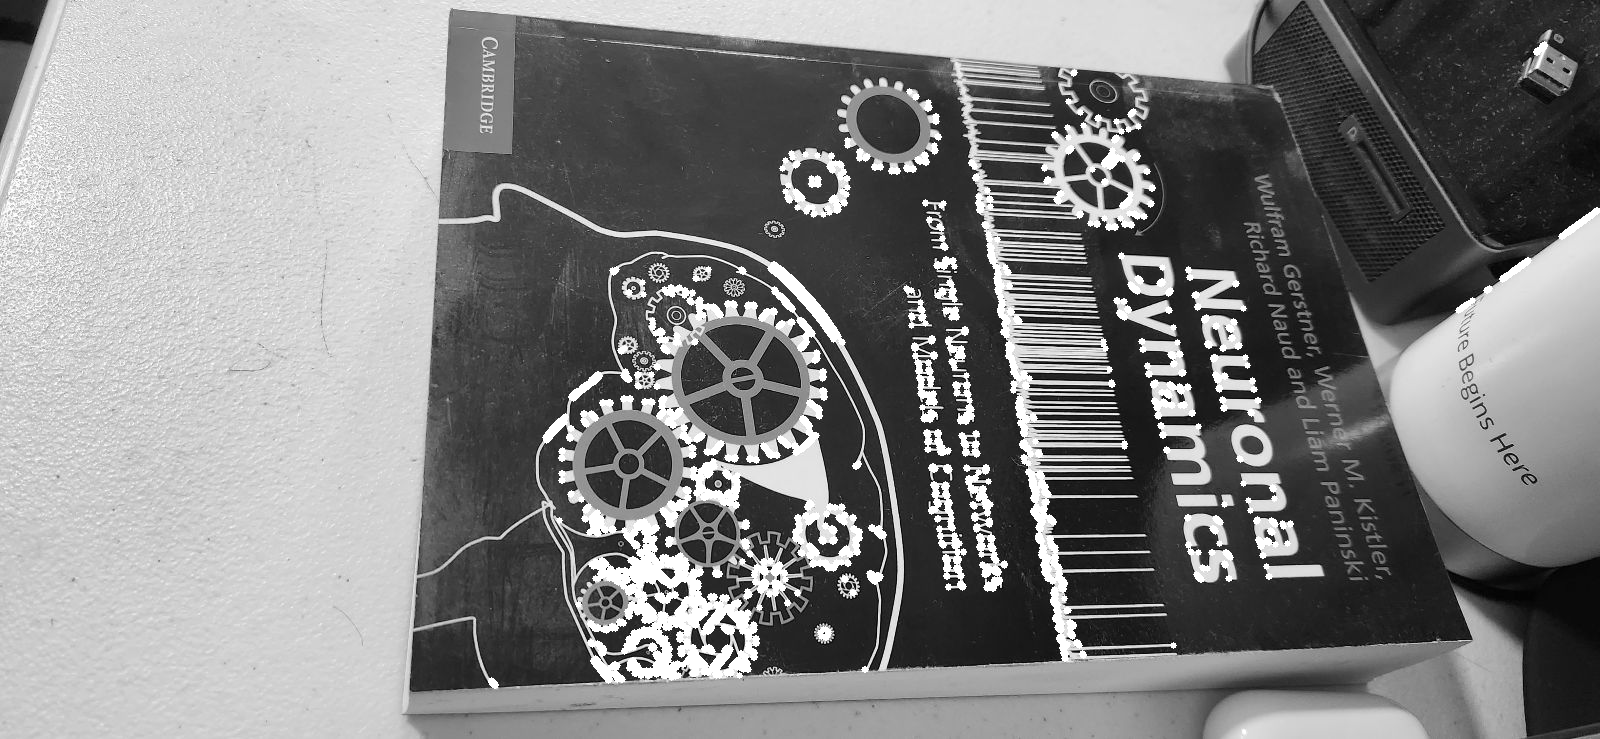 Wulfram Gerstner, Werner M. Kistler,
Richard Naud and Liam Paninski
Neuronal
Dynamics
From Single Neurons to Networks
and Models of Cognition
CAMBRIDGE
Begins Here